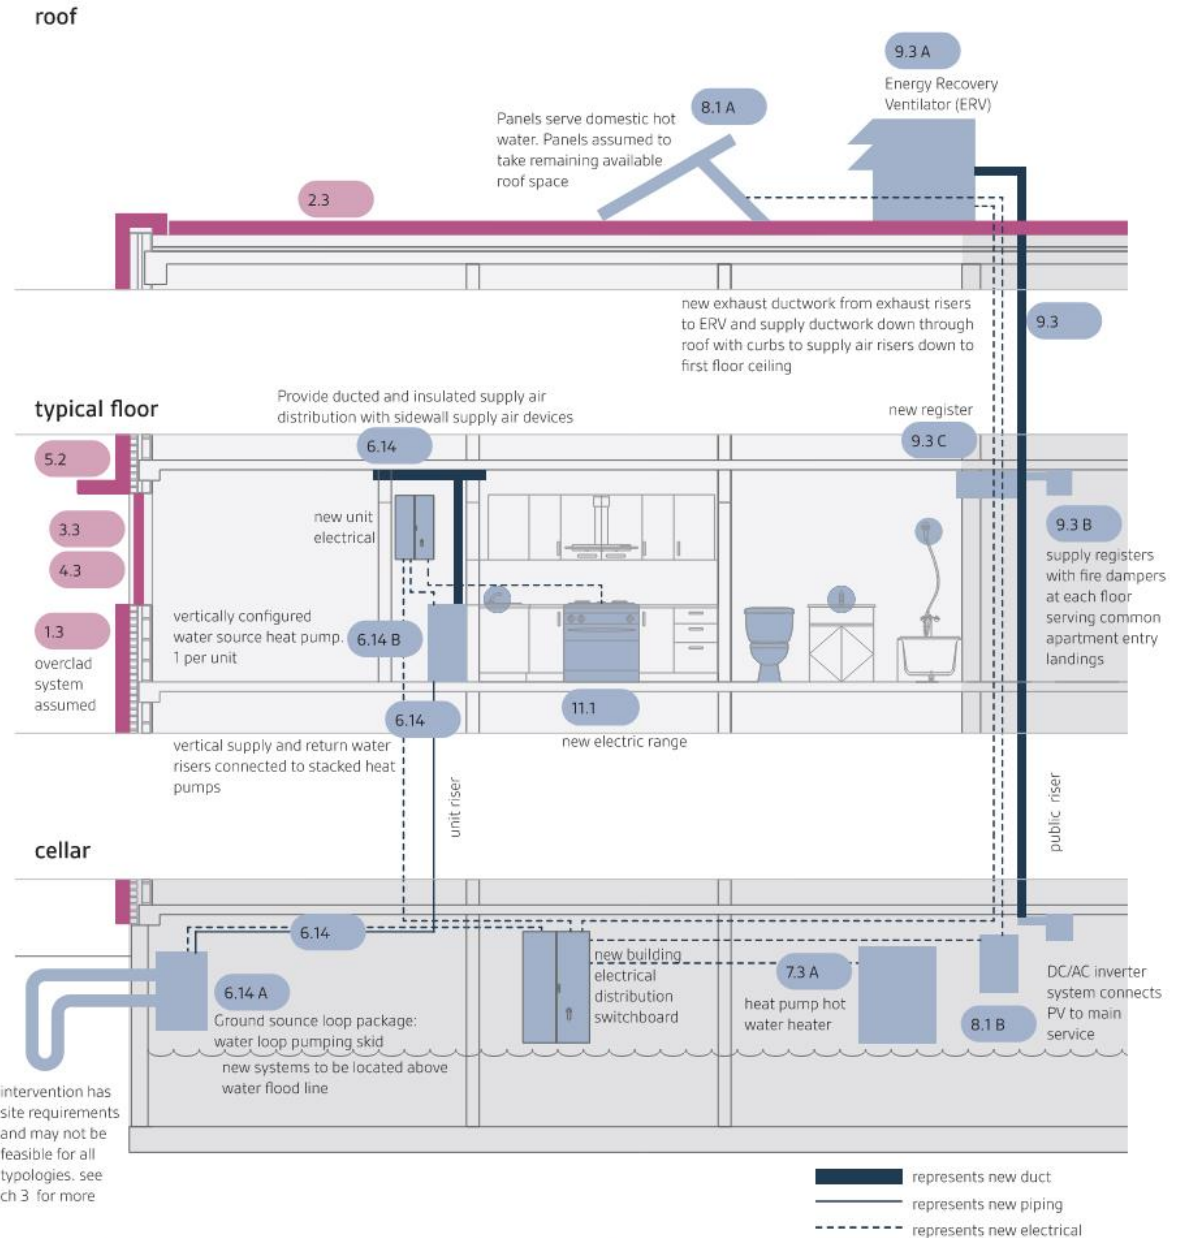 roof
9.3 A
Energy Recovery
Ventilator (ERV)
8.1 A
Panels serve domestic hot
water. Panels assumed to
take remaining available
roof space
2.3
new exhaust ductwork from exhaust risers
to ERV and supply ductwork down through
roof with curbs to supply air risers down to
first floor ceiling
9.3
typical floor
Provide ducted and insulated supply air
distribution with sidewall supply air devices
new register
6.14
9.3 C
5.2
3.3
4.3
1.3
overclad
system
assumed
new unit
electrical
9.3 B
supply registers
with fire dampers
at each floor
serving common
apartment entry
landings
vertically configured
water source heat pump.
1 per unit
6.14 B
6.14
11.1
new electric range
vertical supply and return water
risers connected to stacked heat
pumps
unit riser
public riser
cellar
6.14
6.14 A
Ground source loop package:
water loop pumping skid
new systems to be located above
water flood line
new building
electrical
distribution
switchboard
7.3 A
heat pump hot
water heater
8.1 B
DC/AC inverter
system connects
PV to main
service
intervention has
site requirements
and may not be
feasible for all
typologies. see
ch 3 for more
represents new duct
represents new piping
represents new electrical